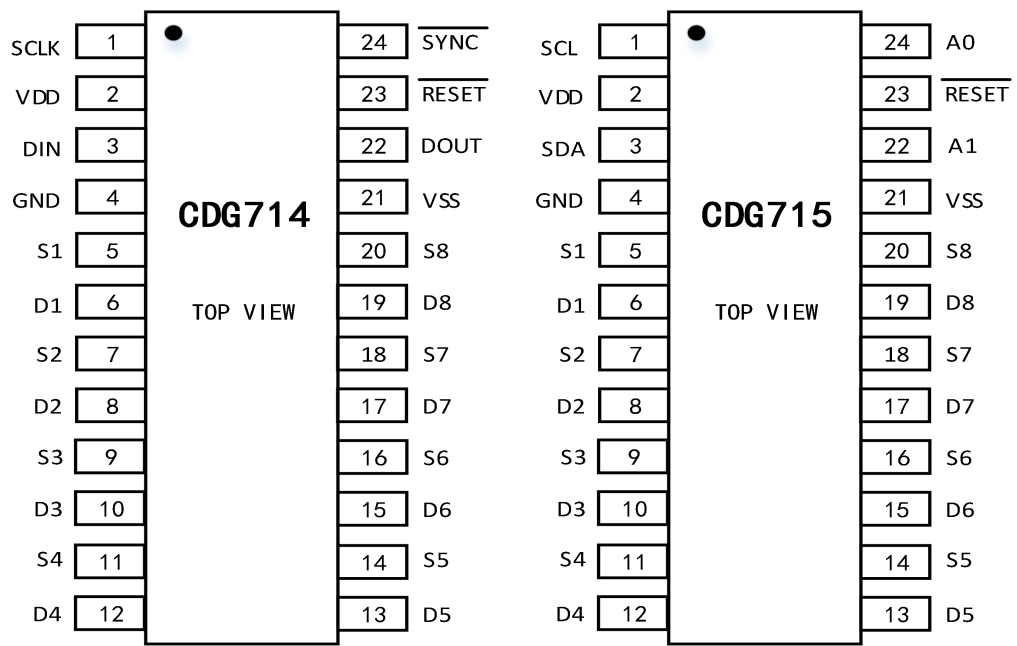 SCLK 1 24 SYNC
VDD 2 23 RESET
DIN 3 22 DOUT
GND 4 21 VSS
CDG714
S1 5 20 S8
D1 6 19 D8
TOP VIEW
S2 7 18 S7
D2 8 17 D7
S3 9 16 S6
D3 10 15 D6
S4 11 14 S5
D4 12 13 D5
SCL 1 24 A0
VDD 2 23 RESET
SDA 3 22 A1
GND 4 21 VSS
CDG715
S1 5 20 S8
D1 6 19 D8
TOP VIEW
S2 7 18 S7
D2 8 17 D7
S3 9 16 S6
D3 10 15 D6
S4 11 14 S5
D4 12 13 D5